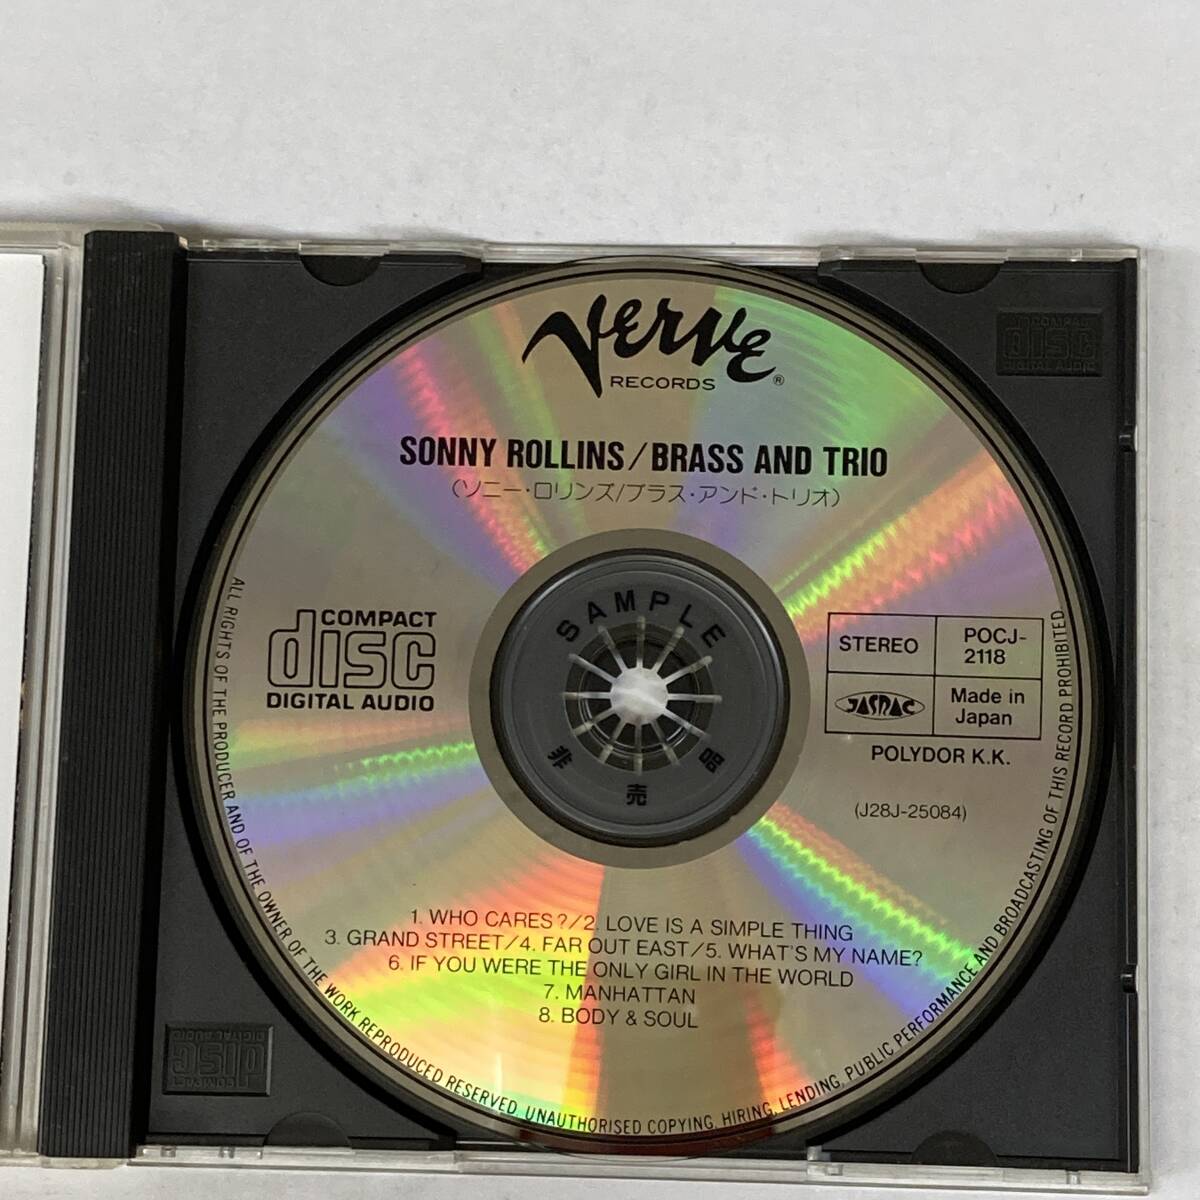 Verve
RECORDS ®
SONNY ROLLINS/BRASS AND TRIO
(ソニー・ロリンズ/ブラス・アンド・トリオ)
SAMPLE
非売品
COMPACT
disc
DIGITAL AUDIO
STEREO
POCJ-
2118
JASRAC
Made in
Japan
POLYDOR K.K.
(J28J-25084)
1. WHO CARES?/2. LOVE IS A SIMPLE THING
3. GRAND STREET/4. FAR OUT EAST/5. WHAT'S MY NAME?
6. IF YOU WERE THE ONLY GIRL IN THE WORLD
7. MANHATTAN
8. BODY & SOUL
ALL RIGHTS OF THE PRODUCER AND OF THE OWNER OF THE WORK REPRODUCED RESERVED. UNAUTHORISED COPYING, HIRING, LENDING, PUBLIC PERFORMANCE AND BROADCASTING OF THIS RECORD PROHIBITED
COMPACT
disc
DIGITAL AUDIO
COMPACT
disc
DIGITAL AUDIO